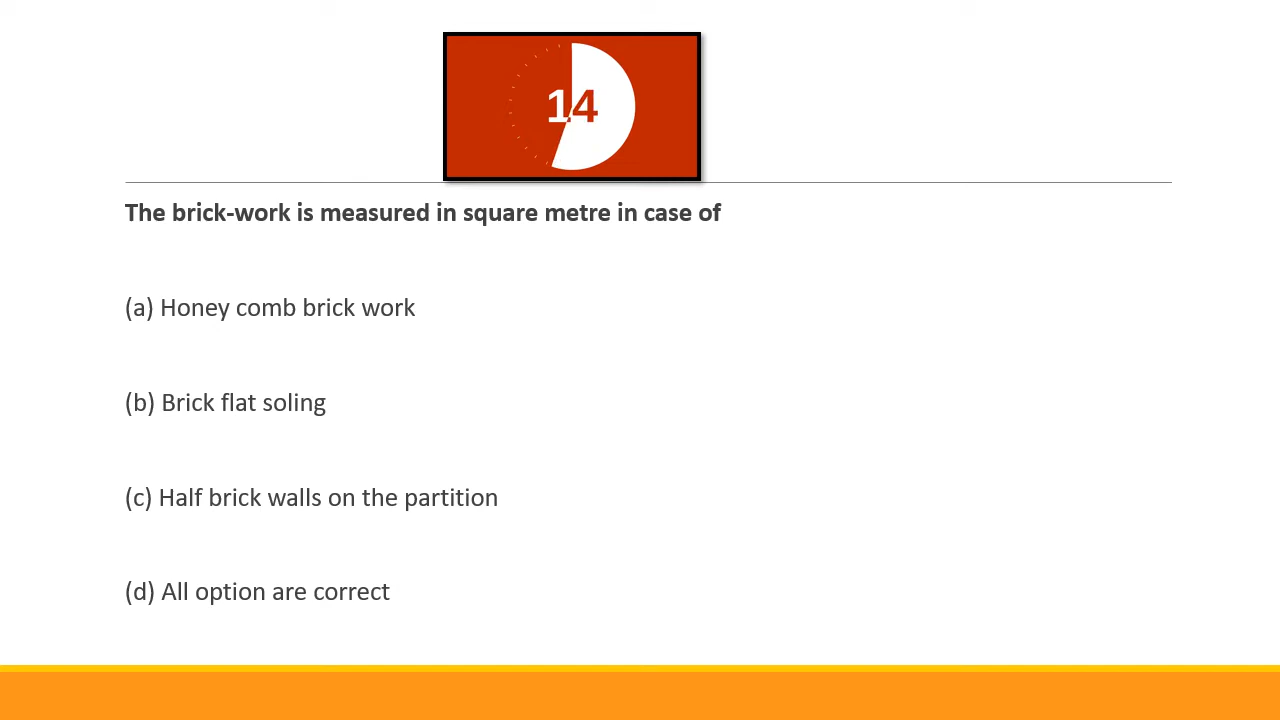 14
The brick-work is measured in square metre in case of
(a) Honey comb brick work
(b) Brick flat soling
(c) Half brick walls on the partition
(d) All option are correct